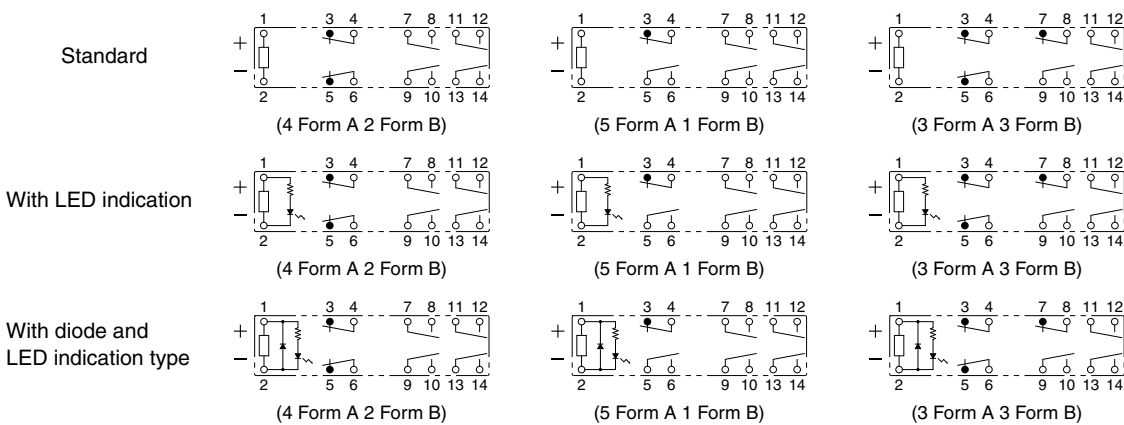 1 3 4 7 8 11 12 1 3 4 7 8 11 12 1 3 4 7 8 11 12
Standard + + +
− − −
2 5 6 9 10 13 14 2 5 6 9 10 13 14 2 5 6 9 10 13 14
(4 Form A 2 Form B) (5 Form A 1 Form B) (3 Form A 3 Form B)
1 3 4 7 8 11 12 1 3 4 7 8 11 12 1 3 4 7 8 11 12
With LED indication + + +
− − −
2 5 6 9 10 13 14 2 5 6 9 10 13 14 2 5 6 9 10 13 14
(4 Form A 2 Form B) (5 Form A 1 Form B) (3 Form A 3 Form B)
1 3 4 7 8 11 12 1 3 4 7 8 11 12 1 3 4 7 8 11 12
With diode and + + +
LED indication type − − −
2 5 6 9 10 13 14 2 5 6 9 10 13 14 2 5 6 9 10 13 14
(4 Form A 2 Form B) (5 Form A 1 Form B) (3 Form A 3 Form B)